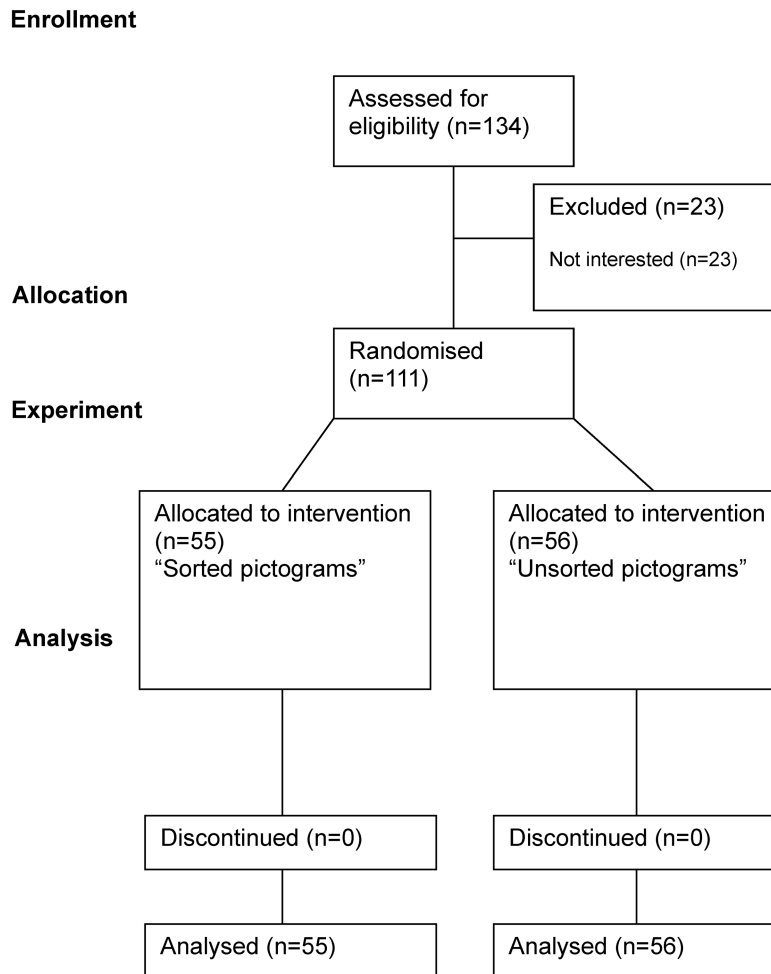 Enrollment
Assessed for
eligibility (n=134)
Excluded (n=23)
Not interested (n=23)
Allocation
Randomised
(n=111)
Experiment
Allocated to intervention
(n=55)
“Sorted pictograms”
Allocated to intervention
(n=56)
“Unsorted pictograms”
Analysis
Discontinued (n=0)
Discontinued (n=0)
Analysed (n=55)
Analysed (n=56)